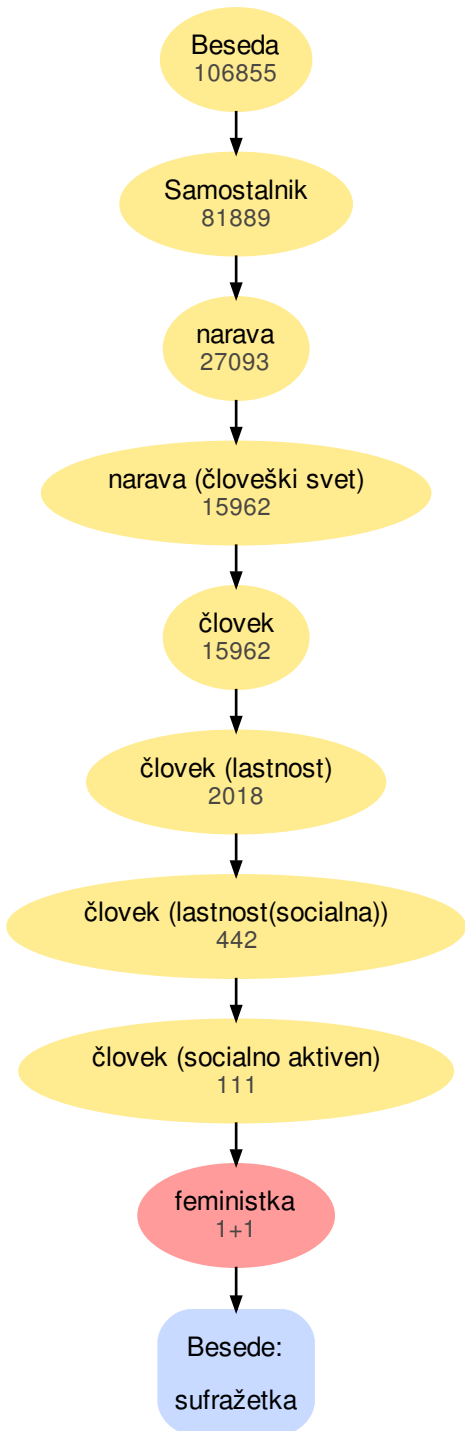 Beseda
106855
Samostalnik
81889
narava
27093
narava (človeški svet)
15962
človek
15962
človek (lastnost)
2018
človek (lastnost(socialna))
442
človek (socialno aktiven)
111
feministka
1+1
Besede:
sufražetka